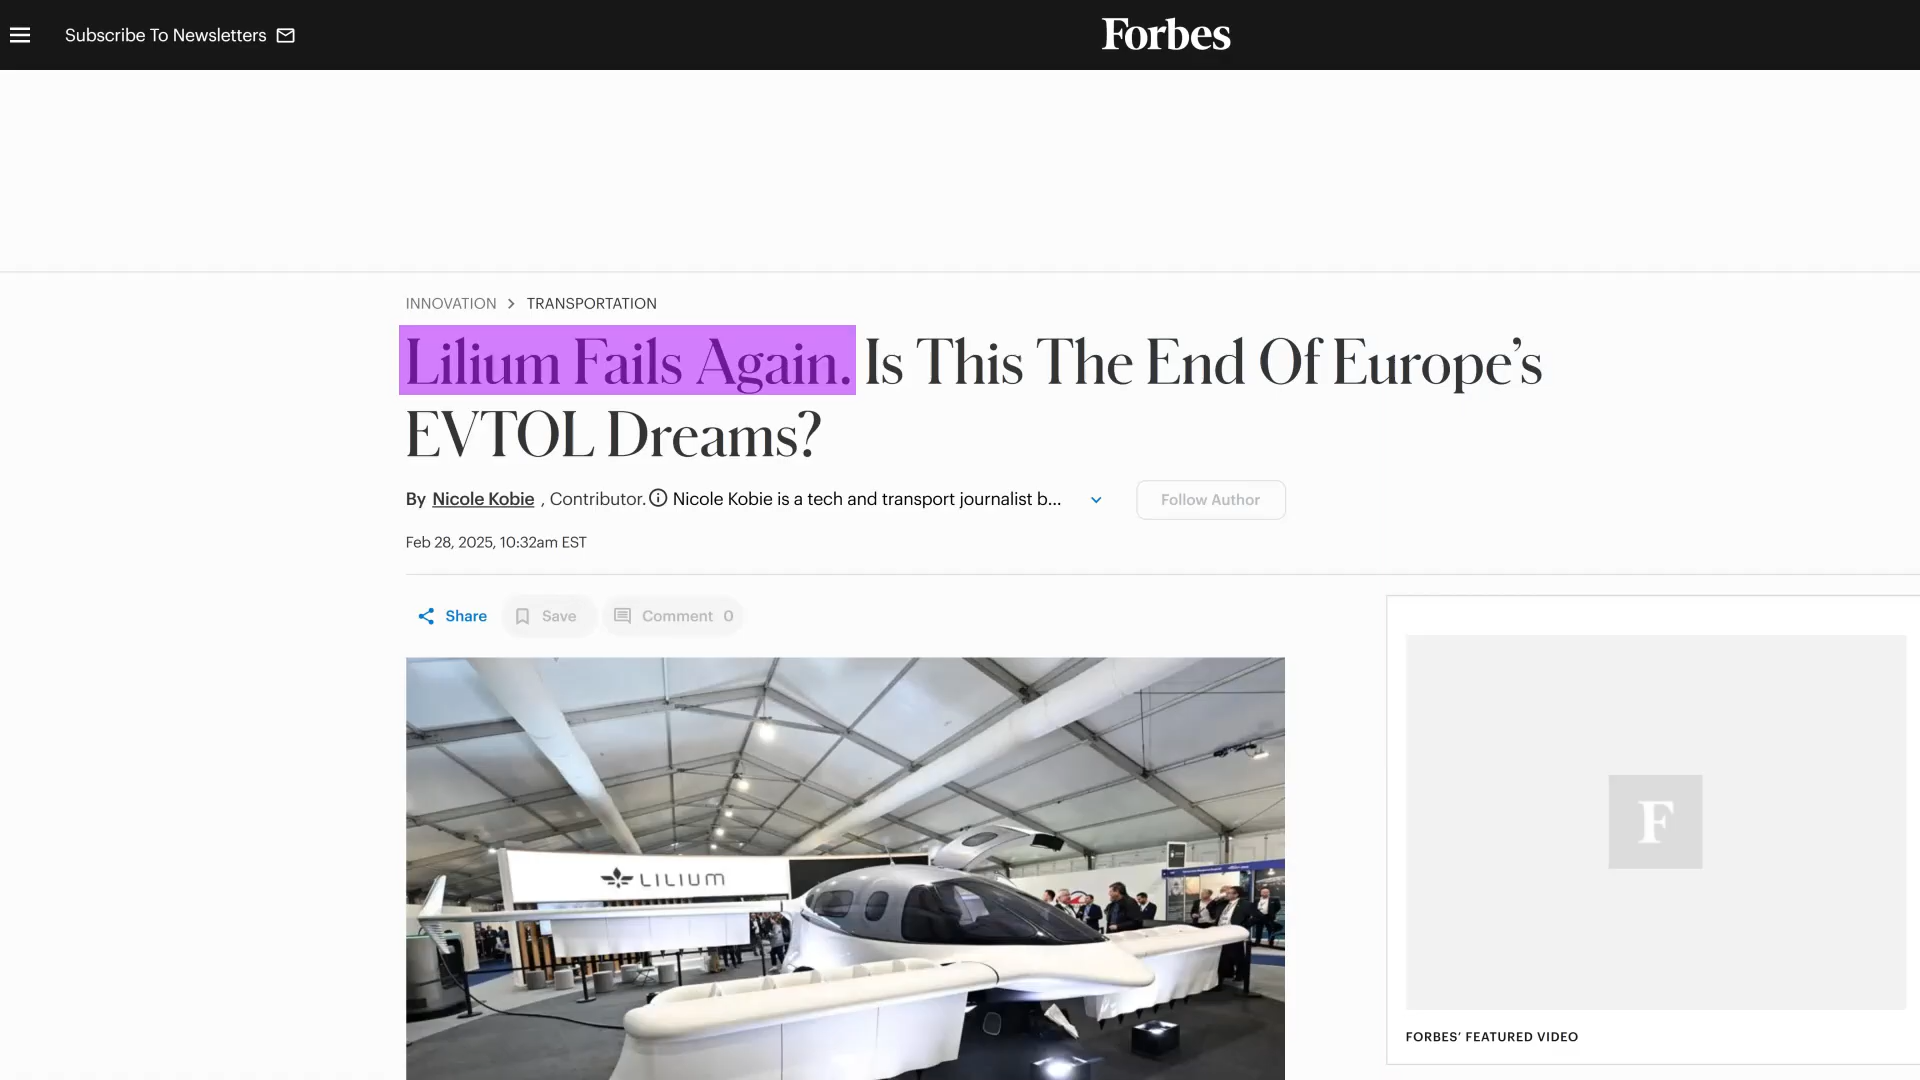 Subscribe To Newsletters
Forbes
INNOVATION > TRANSPORTATION
Lilium Fails Again. Is This The End Of Europe’s
EVTOL Dreams?
By Nicole Kobie , Contributor. Nicole Kobie is a tech and transport journalist b...
Follow Author
Feb 28, 2025, 10:32am EST
Share
Save
Comment 0
LILIUM
F
FORBES’ FEATURED VIDEO